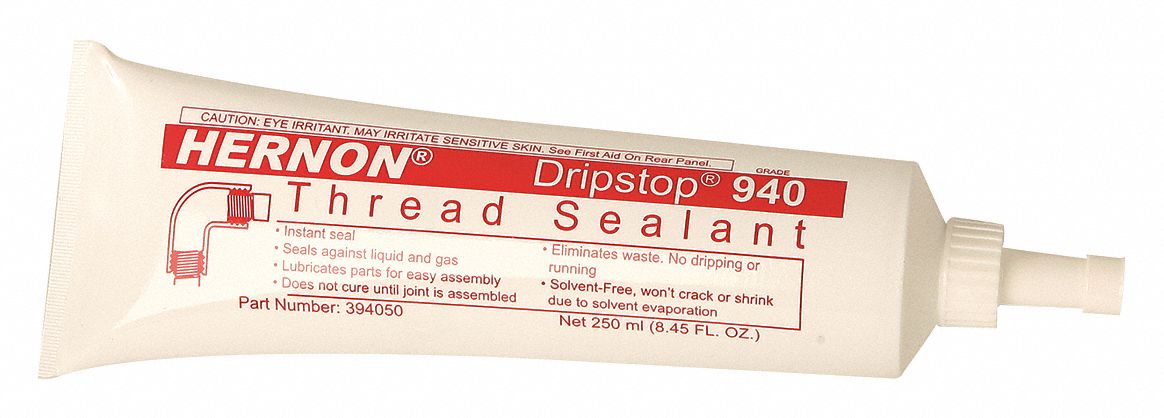 CAUTION: EYE IRRITANT. MAY IRRITATE SENSITIVE SKIN. See First Aid On Rear Panel.
HERNON® Dripstop® GRADE 940
Thread Sealant
• Instant seal
• Seals against liquid and gas
• Lubricates parts for easy assembly
• Does not cure until joint is assembled
• Eliminates waste. No dripping or
running
• Solvent-Free, won't crack or shrink
due to solvent evaporation
Part Number: 394050
Net 250 ml (8.45 FL. OZ.)